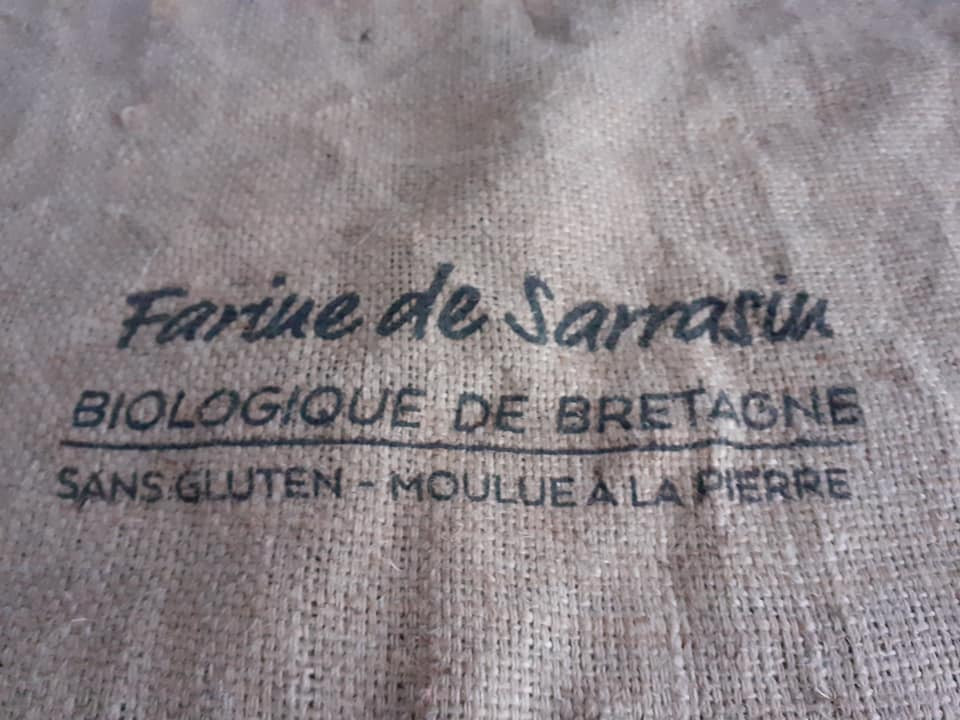 Farine de Sarrasin
BIOLOGIQUE DE BRETAGNE
SANS GLUTEN - MOULUE À LA PIERRE